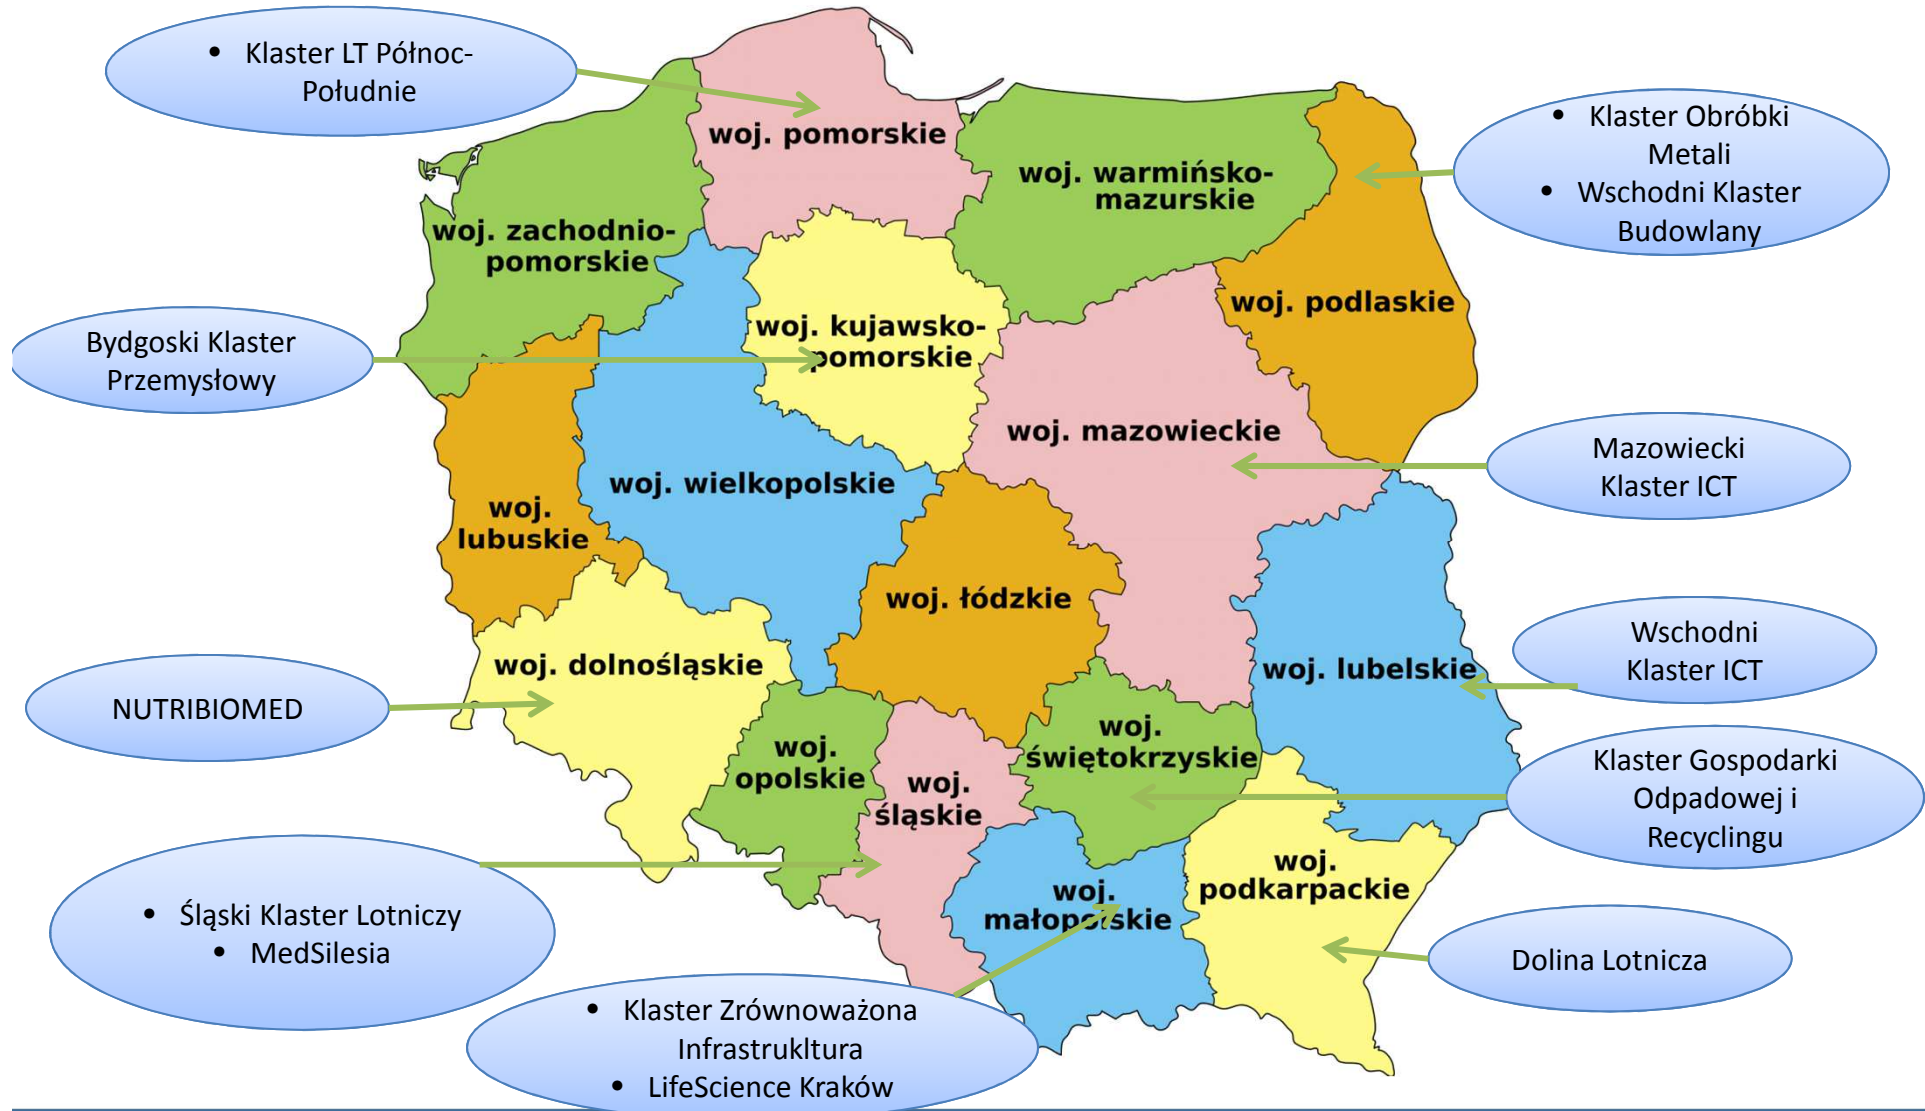 • Klaster LT Północ-
Południe
woj. pomorskie
• Klaster Obróbki
Metali
• Wschodni Klaster
Budowlany
woj. warmińsko-
mazurskie
woj. zachodnio-
pomorskie
woj. podlaskie
Bydgoski Klaster
Przemysłowy
woj. kujawsko-
pomorskie
woj. mazowieckie
Mazowiecki
Klaster ICT
woj. wielkopolskie
woj.
lubuskie
woj. łódzkie
Wschodni
Klaster ICT
woj. dolnośląskie
woj. lubelskie
NUTRIBIOMED
woj.
opolskie
woj.
świętokrzyskie
Klaster Gospodarki
Odpadowej i
Recyclingu
woj.
śląskie
woj.
małopolskie
woj.
podkarpackie
• Śląski Klaster Lotniczy
• MedSilesia
Dolina Lotnicza
• Klaster Zrównoważona
Infrastrukltura
• LifeScience Kraków